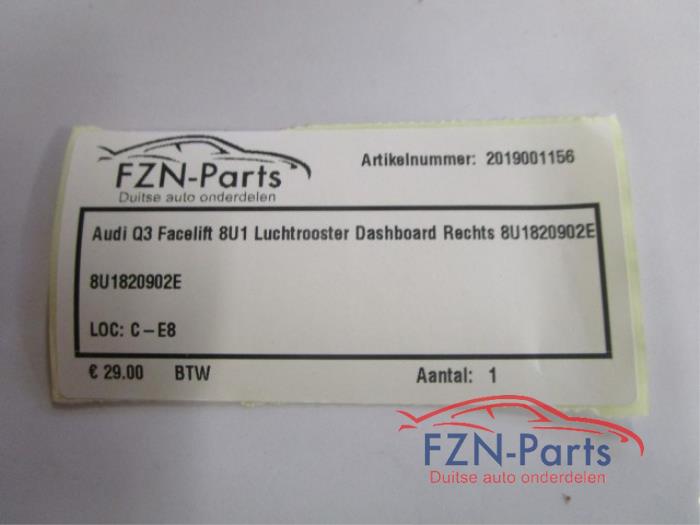 FZN-Parts
Duitse auto onderdelen
Artikelnummer: 2019001156
Audi Q3 Facelift 8U1 Luchtrooster Dashboard Rechts 8U1820902E
8U1820902E
LOC: C-E8
€ 29.00 BTW
Aantal: 1
FZN-Parts
Duitse auto onderdelen